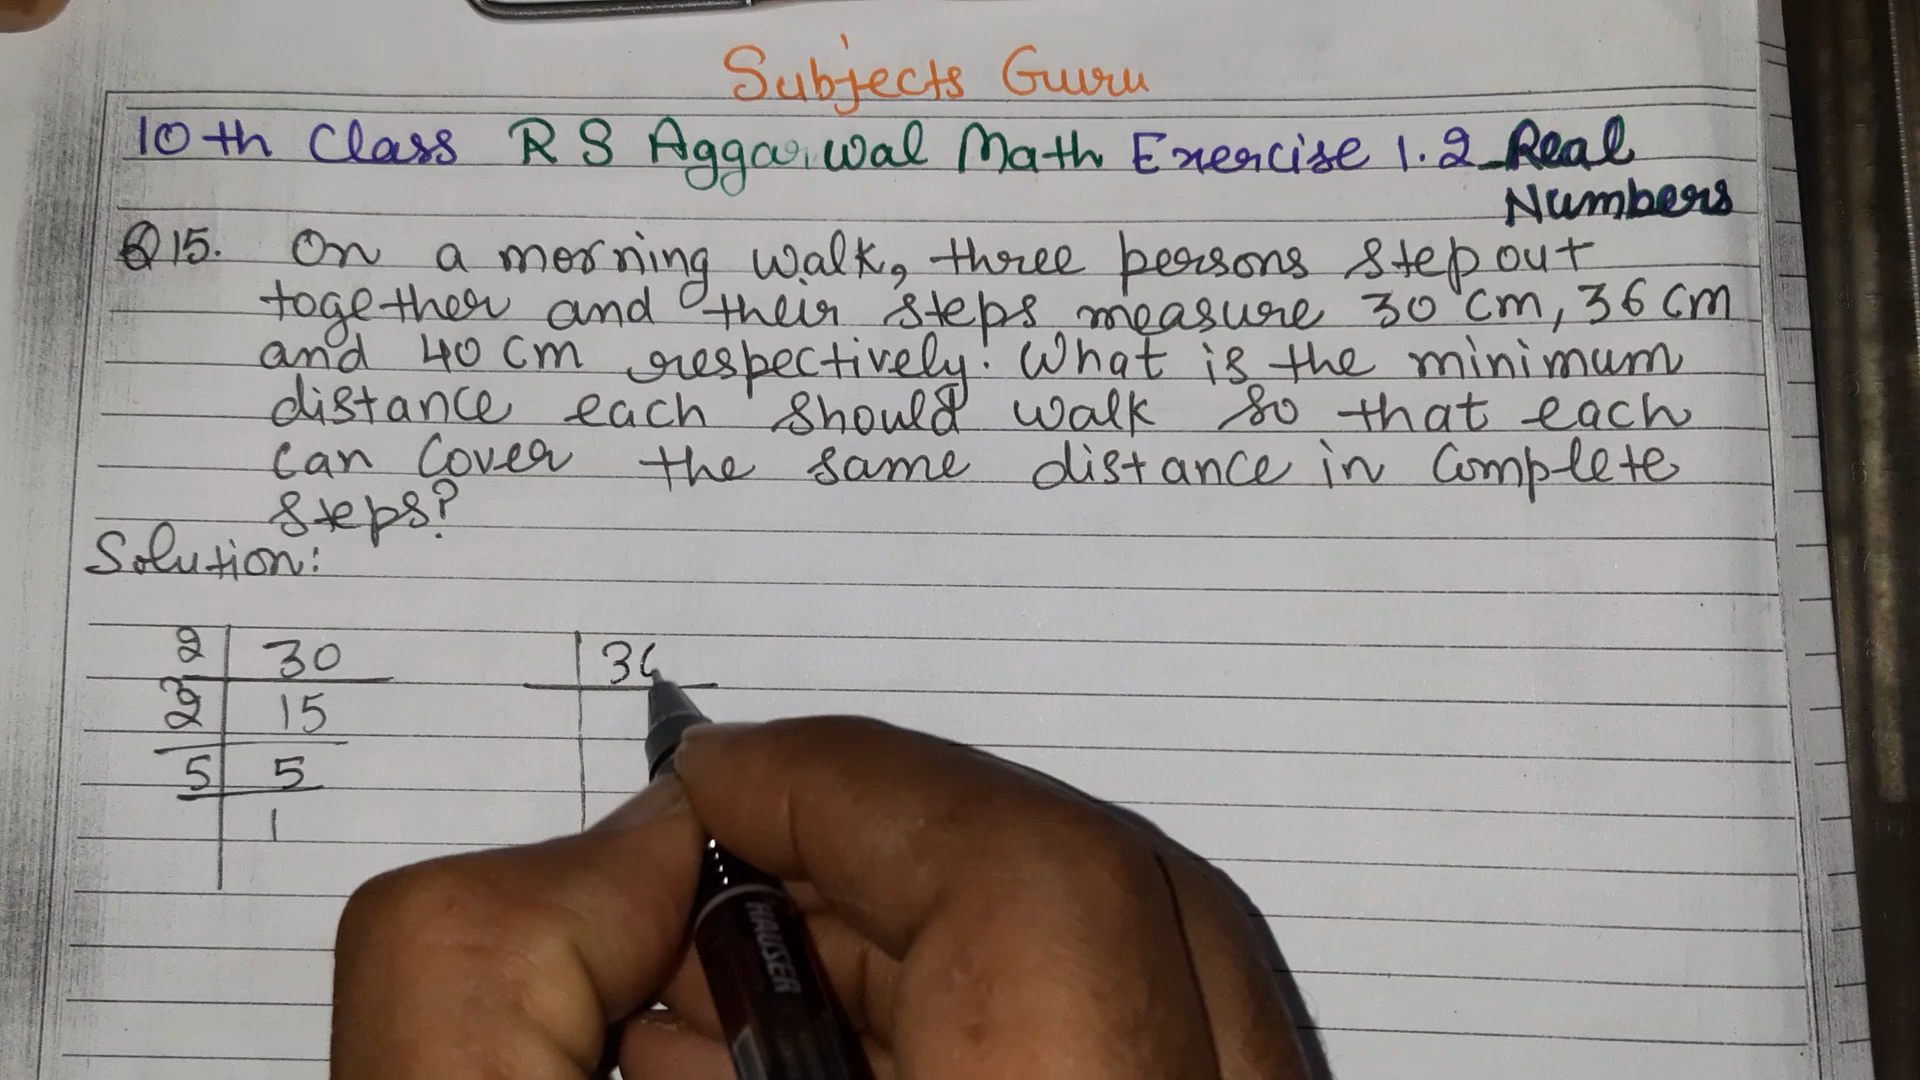 Subjects Guru
10th Class R S Aggarwal Math Exercise 1.2 Real
Numbers
Q15. On a morning walk, three persons step out
together and their steps measure 30 cm, 36 cm
and 40 cm respectively. What is the minimum
distance each should walk so that each
can cover the same distance in complete
steps?
Solution:
2 30 36
3 15
5 5
1
HAUSER